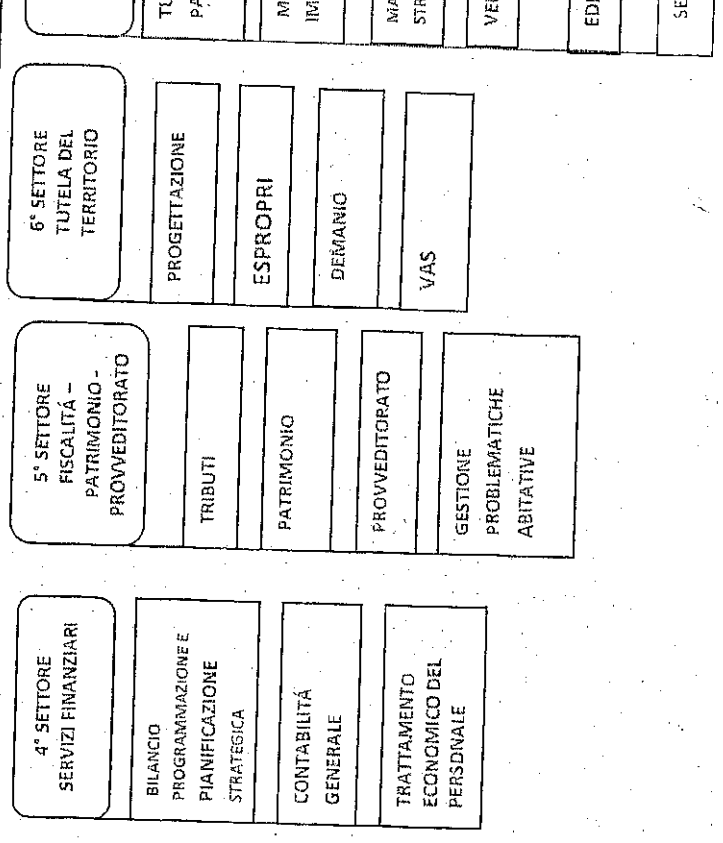 4° SETTORE
SERVIZI FINANZIARI
BILANCIO
PROGRAMMAZIONE E
PIANIFICAZIONE
STRATEGICA
CONTABILITÁ
GENERALE
TRATTAMENTO
ECONOMICO DEL
PERSONALE
5° SETTORE
FISCALITÁ –
PATRIMONIO-
PROVVEDITORATO
TRIBUTI
PATRIMONIO
PROVVEDITORATO
GESTIONE
PROBLEMATICHE
ABITATIVE
6° SETTORE
TUTELA DEL
TERRITORIO
PROGETTAZIONE
ESPROPRI
DEMANIO
VAS